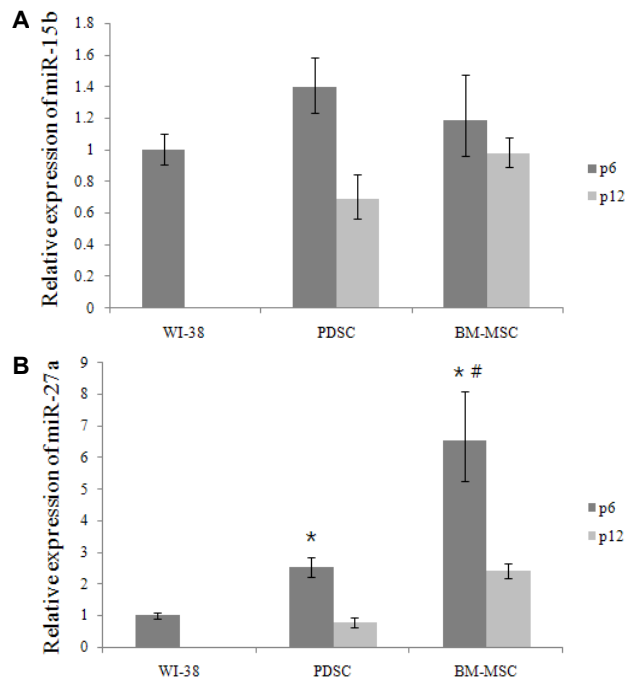 A
Relative expression of miR-15b
1.8
1.6
1.4
1.2
1
0.8
0.6
0.4
0.2
0
WI-38 PDSC BM-MSC
p6
p12
B
Relative expression of miR-27a
9
8
7
6
5
4
3
2
1
0
* #
*
WI-38 PDSC BM-MSC
p6
p12